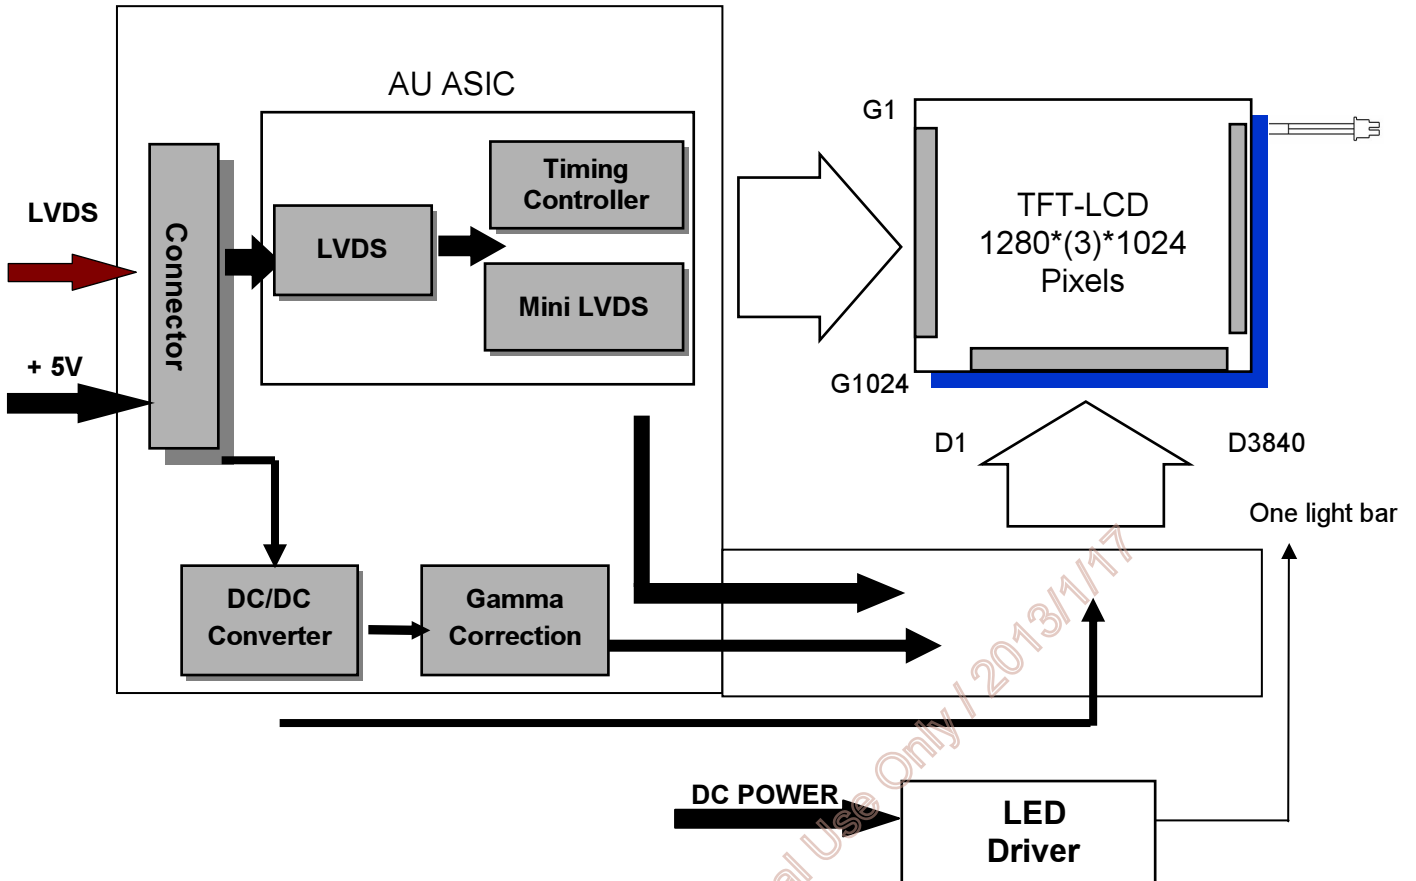 AU ASIC
G1
Timing
Controller
LVDS
Connector
LVDS
TFT-LCD
1280*(3)*1024
Pixels
Mini LVDS
+ 5V
G1024
D1
D3840
One light bar
DC/DC
Converter
Gamma
Correction
DC POWER
LED
Driver
Use Only / 2013/1/17